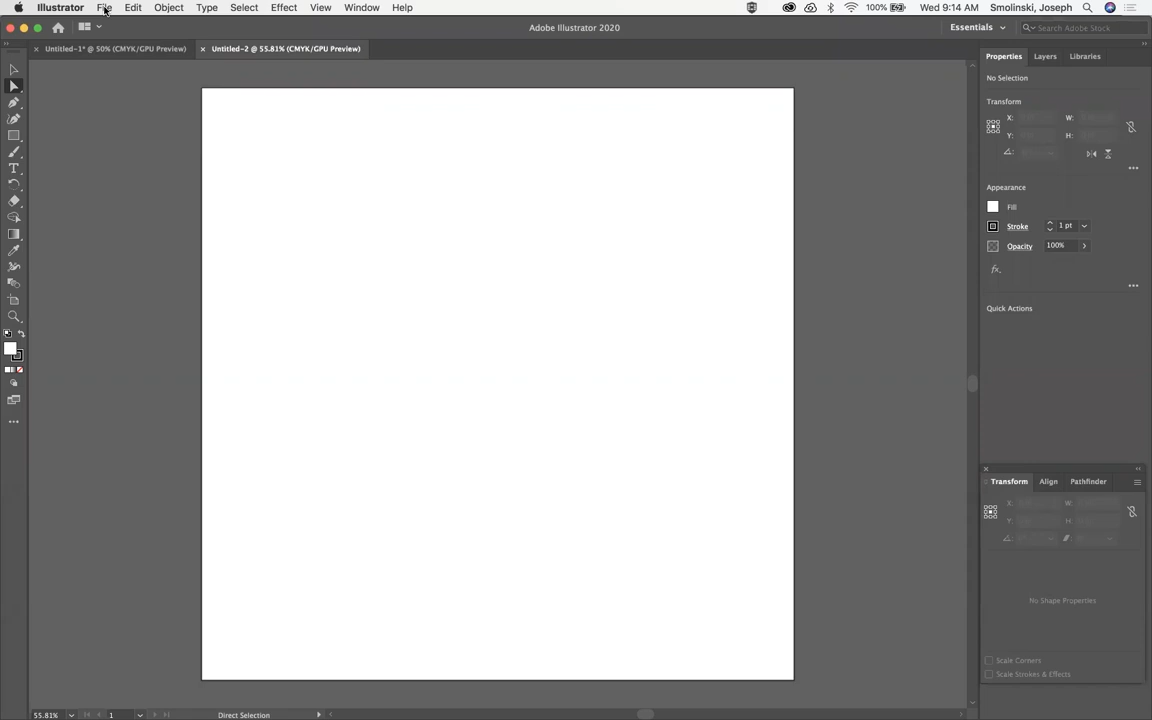 Illustrator File Edit Object Type Select Effect View Window Help 100% Wed 9:14 AM Smolinski, Joseph
Adobe Illustrator 2020 Essentials Search Adobe Stock
× Untitled-1* @ 50% (CMYK/GPU Preview) × Untitled-2 @ 55.81% (CMYK/GPU Preview)
Properties Layers Libraries
No Selection
Transform
X: W:
Y: H:
Appearance
Fill
Stroke 1 pt
Opacity 100%
fx.
Quick Actions
Transform Align Pathfinder
X: W:
Y: H:
No Shape Properties
Scale Corners
Scale Strokes & Effects
55.81% 1 Direct Selection